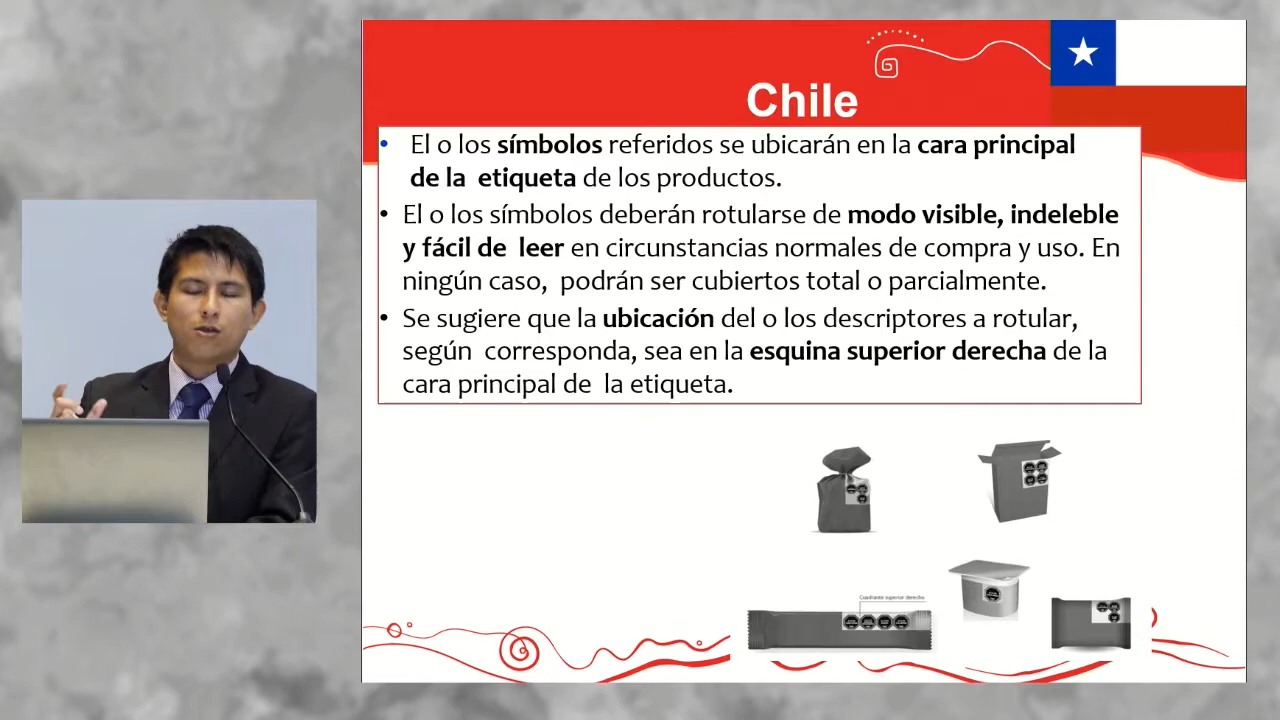 Chile
• El o los símbolos referidos se ubicarán en la cara principal
de la etiqueta de los productos.
• El o los símbolos deberán rotularse de modo visible, indeleble
y fácil de leer en circunstancias normales de compra y uso. En
ningún caso, podrán ser cubiertos total o parcialmente.
• Se sugiere que la ubicación del o los descriptores a rotular,
según corresponda, sea en la esquina superior derecha de la
cara principal de la etiqueta.
Cuadrante superior derecho